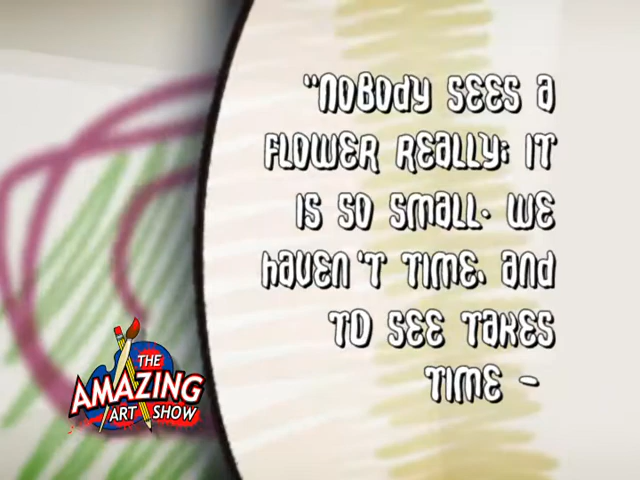 "Nobody sees a
flower really; it
is so small. We
haven't time, and
to see takes
time -
THE
AMAZING
ART SHOW